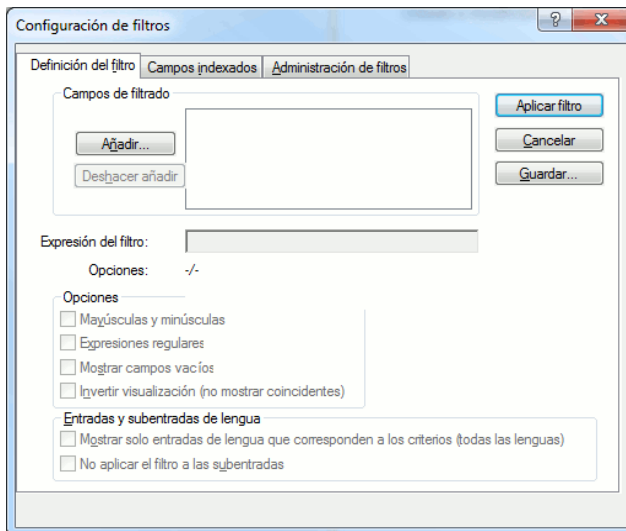 Configuración de filtros
?
Definición del filtro
Campos indexados
Administración de filtros
Campos de filtrado
Aplicar filtro
Añadir...
Cancelar
Deshacer añadir
Guardar...
Expresión del filtro:
Opciones: -/-
Opciones
Mayúsculas y minúsculas
Expresiones regulares
Mostrar campos vacíos
Invertir visualización (no mostrar coincidentes)
Entradas y subentradas de lengua
Mostrar solo entradas de lengua que corresponden a los criterios (todas las lenguas)
No aplicar el filtro a las subentradas